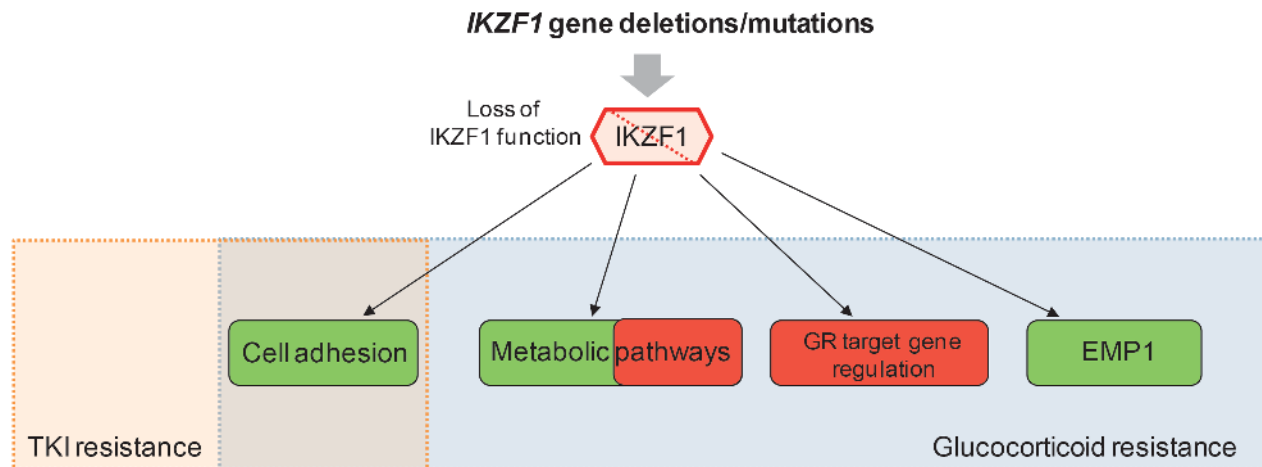 IKZF1 gene deletions/mutations
Loss of
IKZF1 function
IKZF1
Cell adhesion
Metabolic pathways
GR target gene
regulation
EMP1
TKI resistance
Glucocorticoid resistance